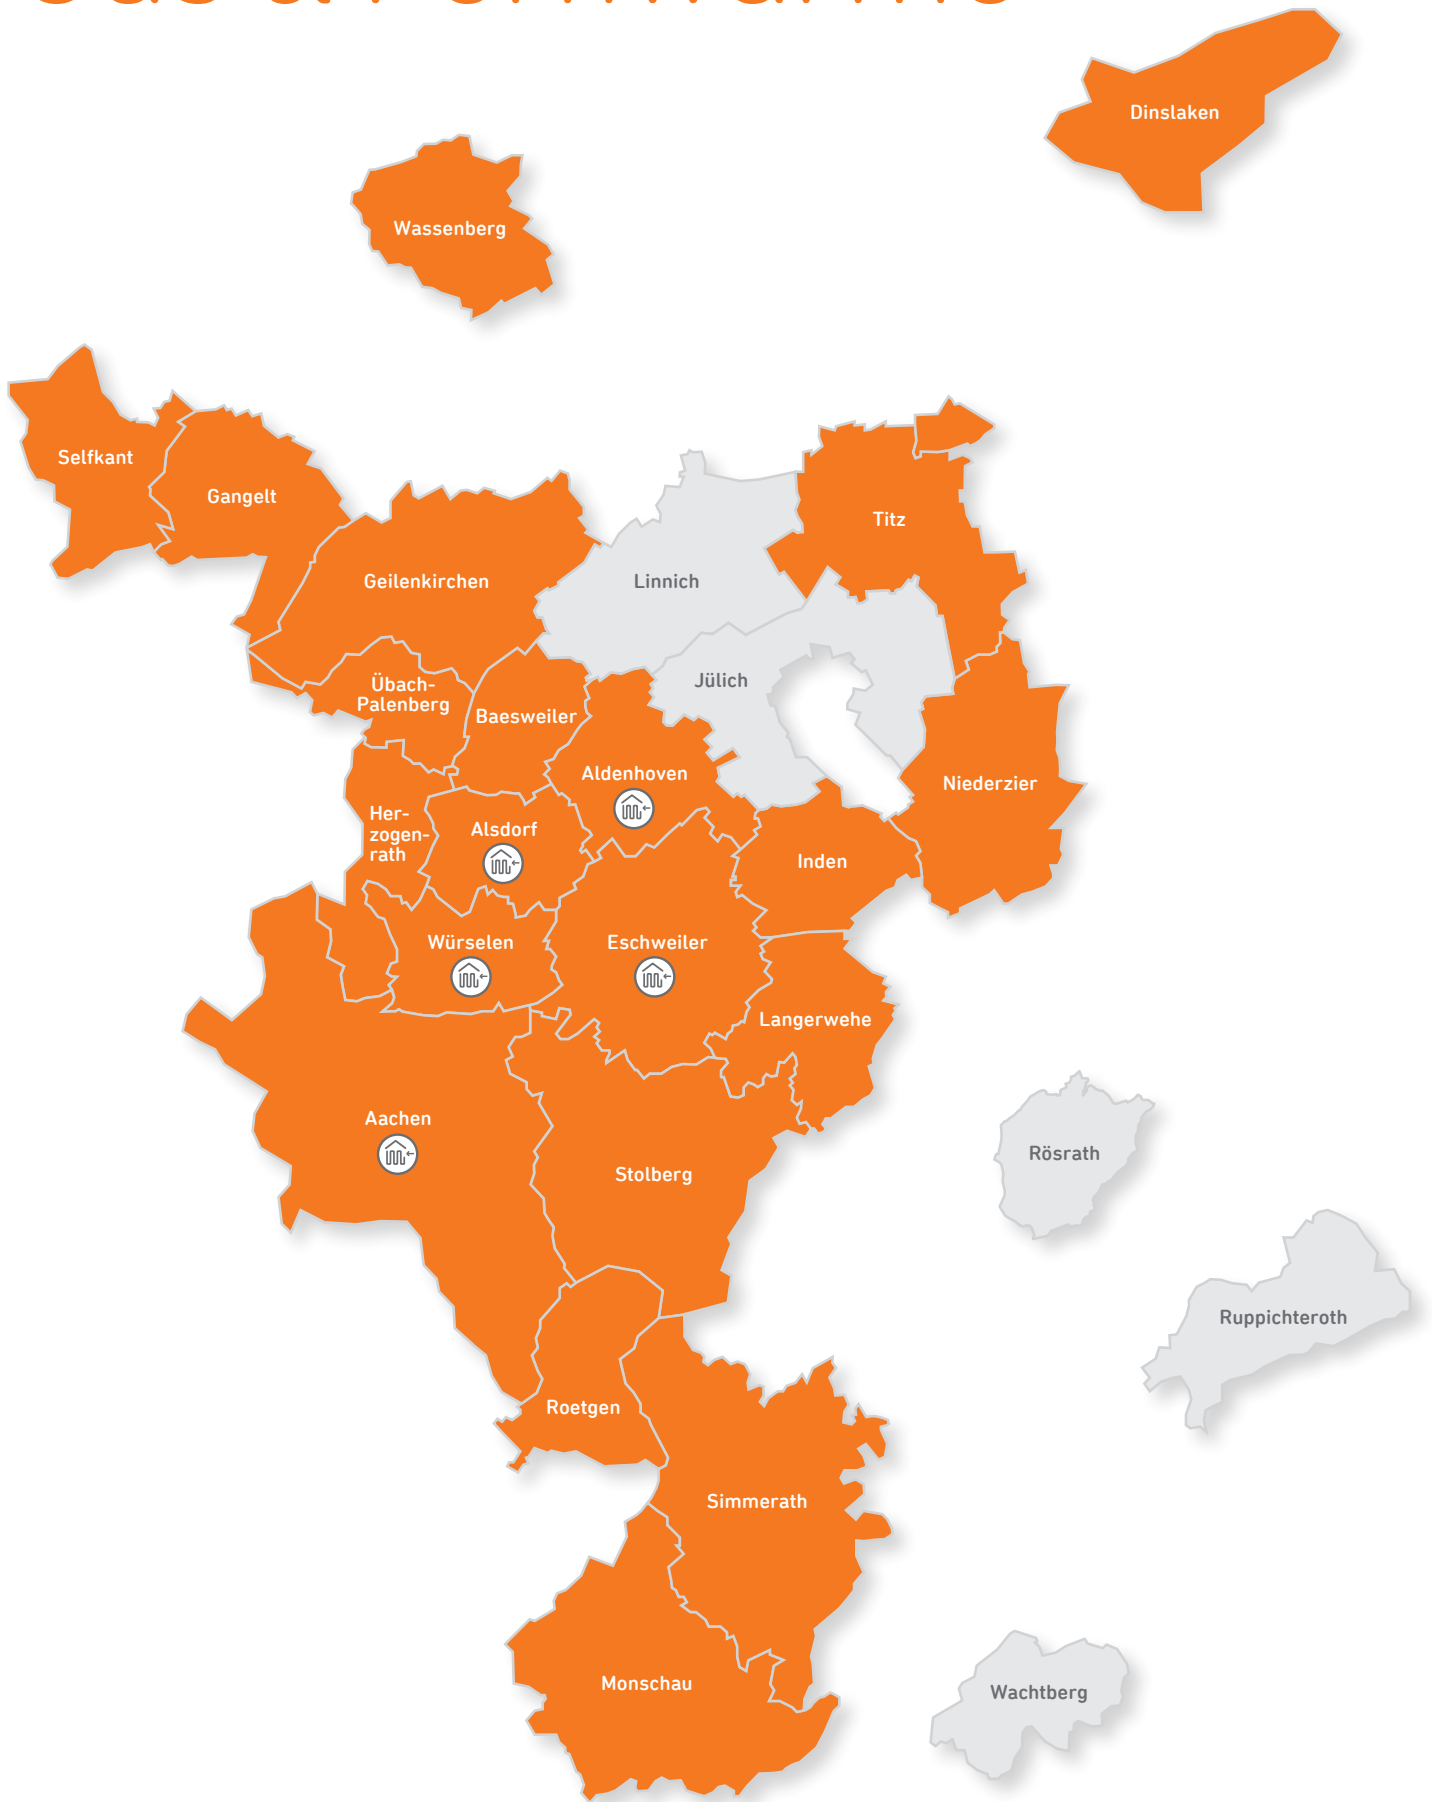 Dinslaken
Wassenberg
Selfkant
Gangelt
Titz
Geilenkirchen
Linnich
Jülich
Übach-
Palenberg
Baesweiler
Aldenhoven
Niederzier
Her-
zogen-
rath
Alsdorf
Inden
Würselen
Eschweiler
Langerwehe
Aachen
Rösrath
Stolberg
Ruppichteroth
Roetgen
Simmerath
Monschau
Wachtberg